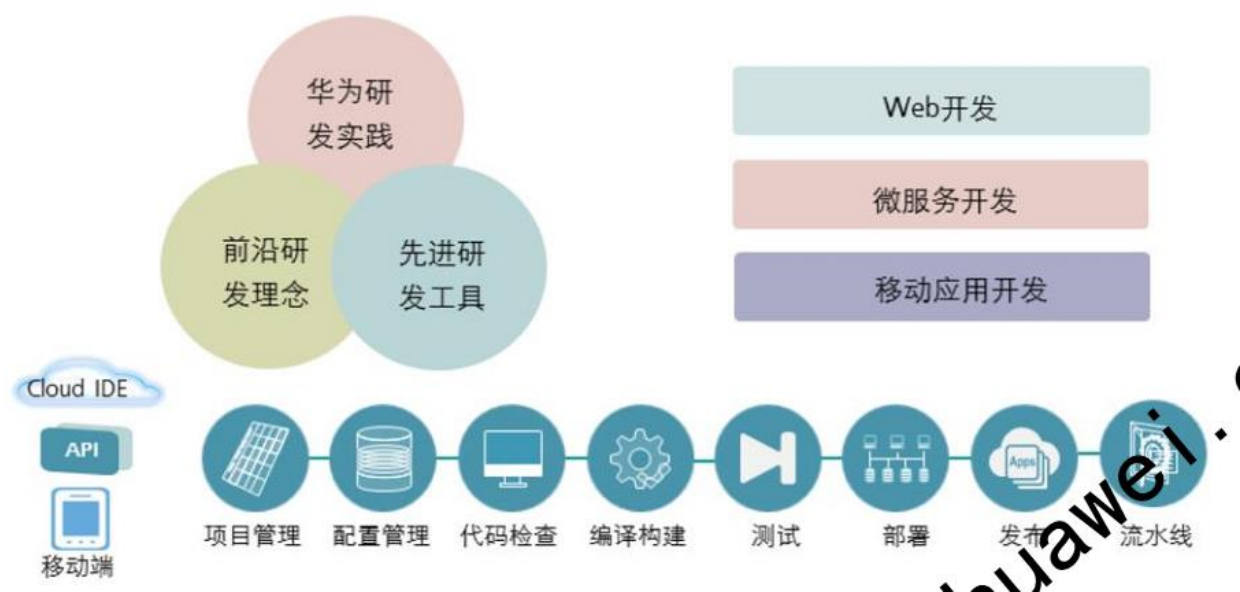 华为研
发实践
前沿研
发理念
先进研
发工具
Web开发
微服务开发
移动应用开发
Cloud IDE
API
移动端
Apps
项目管理
配置管理
代码检查
编译构建
测试
部署
发布
流水线
huawei.